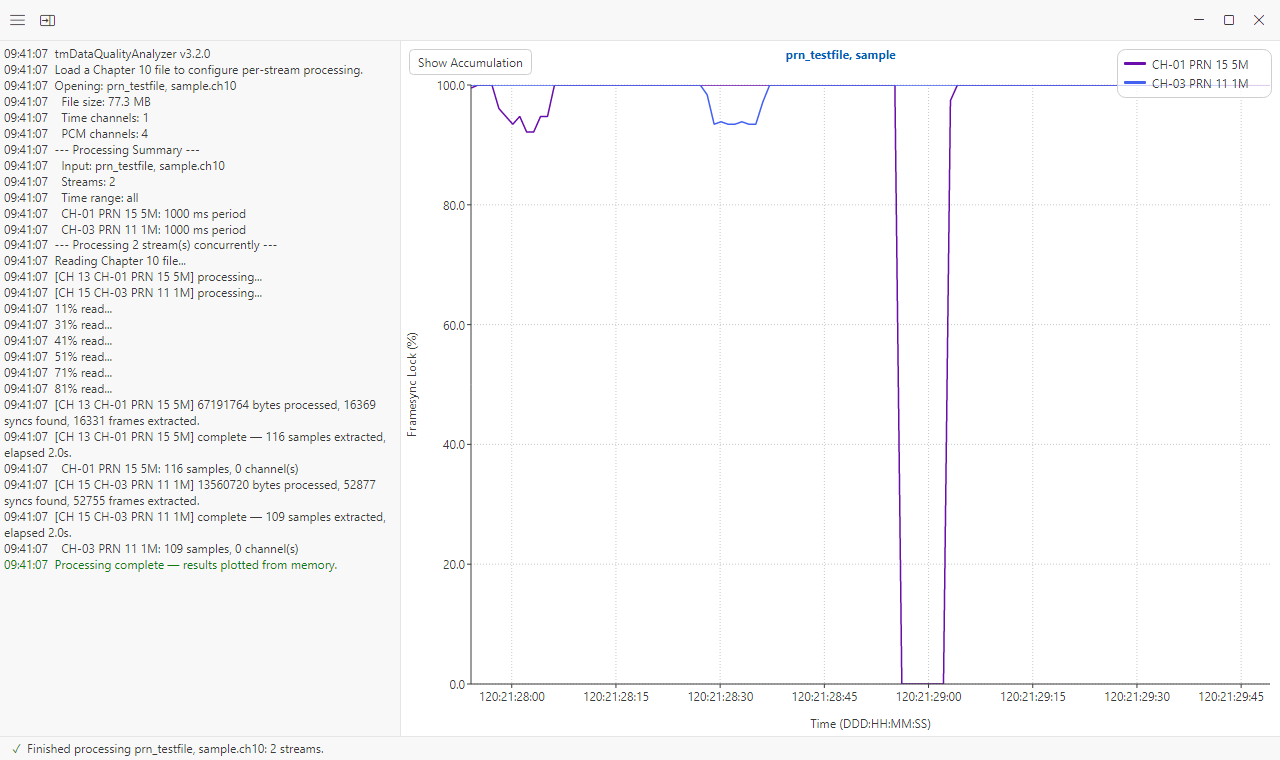 09:41:07 tmDataQualityAnalyzer v3.2.0
09:41:07 Load a Chapter 10 file to configure per-stream processing.
09:41:07 Opening: prn_testfile, sample.ch10
09:41:07 File size: 77.3 MB
09:41:07 Time channels: 1
09:41:07 PCM channels: 4
09:41:07 --- Processing Summary ---
09:41:07 Input: prn_testfile, sample.ch10
09:41:07 Streams: 2
09:41:07 Time range: all
09:41:07 CH-01 PRN 15 5M: 1000 ms period
09:41:07 CH-03 PRN 11 1M: 1000 ms period
09:41:07 --- Processing 2 stream(s) concurrently ---
09:41:07 Reading Chapter 10 file...
09:41:07 [CH 13 CH-01 PRN 15 5M] processing...
09:41:07 [CH 15 CH-03 PRN 11 1M] processing...
09:41:07 11% read...
09:41:07 31% read...
09:41:07 41% read...
09:41:07 51% read...
09:41:07 71% read...
09:41:07 81% read...
09:41:07 [CH 13 CH-01 PRN 15 5M] 67191764 bytes processed, 16369
syncs found, 16331 frames extracted.
09:41:07 [CH 13 CH-01 PRN 15 5M] complete — 116 samples extracted,
elapsed 2.0s.
09:41:07 CH-01 PRN 15 5M: 116 samples, 0 channel(s)
09:41:07 [CH 15 CH-03 PRN 11 1M] 13560720 bytes processed, 52877
syncs found, 52755 frames extracted.
09:41:07 [CH 15 CH-03 PRN 11 1M] complete — 109 samples extracted,
elapsed 2.0s.
09:41:07 CH-03 PRN 11 1M: 109 samples, 0 channel(s)
09:41:07 Processing complete — results plotted from memory.
Show Accumulation
prn_testfile, sample
CH-01 PRN 15 5M
CH-03 PRN 11 1M
100.0
80.0
60.0
40.0
20.0
0.0
Framesync Lock (%)
120:21:28:00 120:21:28:15 120:21:28:30 120:21:28:45 120:21:29:00 120:21:29:15 120:21:29:30 120:21:29:45
Time (DDD:HH:MM:SS)
✓ Finished processing prn_testfile, sample.ch10: 2 streams.